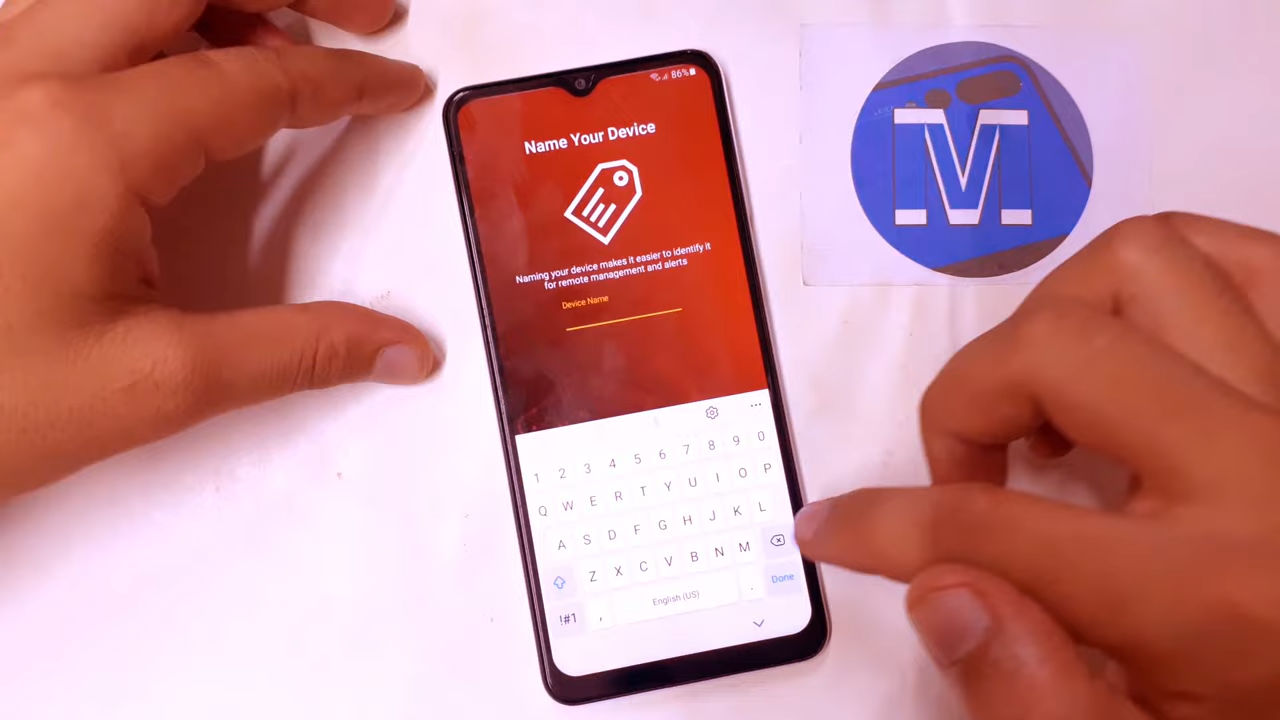 86%
Name Your Device
Naming your device makes it easier to identify it
for remote management and alerts
Device Name
1 2 3 4 5 6 7 8 9 0
Q W E R T Y U I O P
A S D F G H J K L
Z X C V B N M
!#1 , English (US) . Done
M